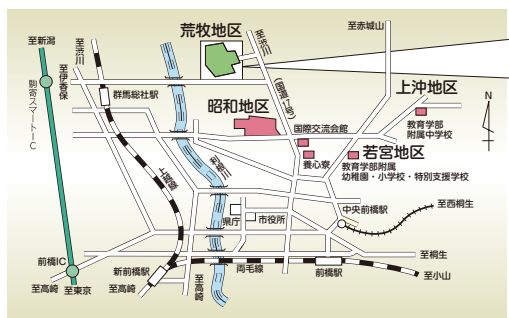 荒牧地区
至渋川
至赤城山
至新潟
至渋川
至伊香保
駒寄スマートIC
群馬総社駅
(国道17号)
昭和地区
上沖地区
教育学部
附属中学校
N
国際交流会館
若宮地区
養心寮
教育学部附属
幼稚園・小学校・特別支援学校
上越線
利根川
県庁
市役所
中央前橋駅
至西桐生
前橋IC
新前橋駅
両毛線
前橋駅
至桐生
至小山
至高崎
至東京
至高崎
至高崎